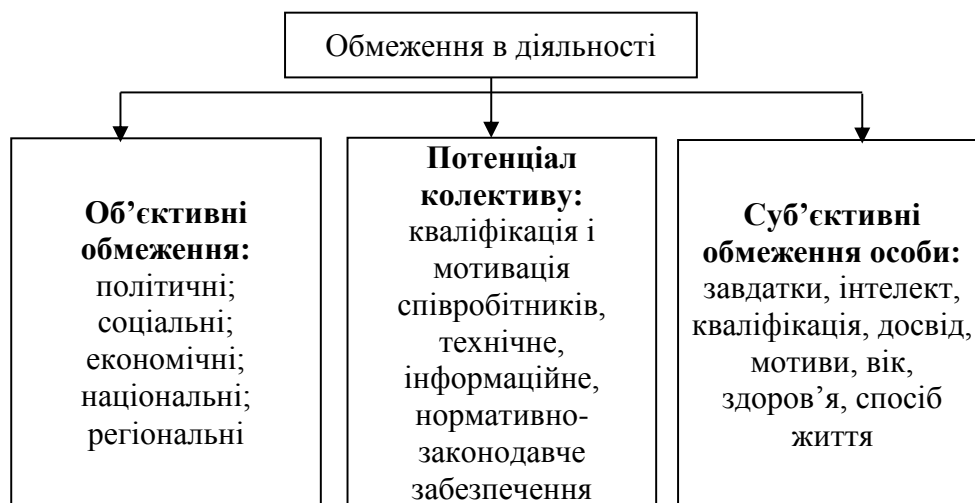 Обмеження в діяльності
Об’єктивні
обмеження:
політичні;
соціальні;
економічні;
національні;
регіональні
Потенціал
колективу:
кваліфікація і
мотивація
співробітників,
технічне,
інформаційне,
нормативно-
законодавче
забезпечення
Суб’єктивні
обмеження особи:
завдатки, інтелект,
кваліфікація, досвід,
мотиви, вік,
здоров’я, спосіб
життя